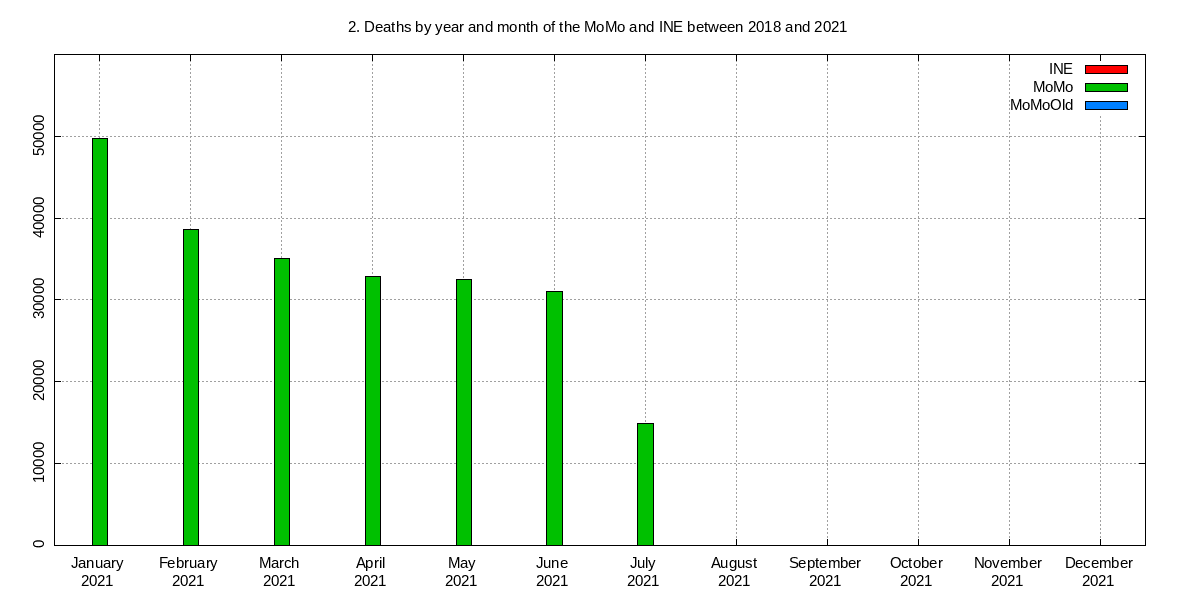 2. Deaths by year and month of the MoMo and INE between 2018 and 2021
INE
MoMo
MoMoOld
50000
40000
30000
20000
10000
0
January February March April May June July August September October November December
2021 2021 2021 2021 2021 2021 2021 2021 2021 2021 2021 2021